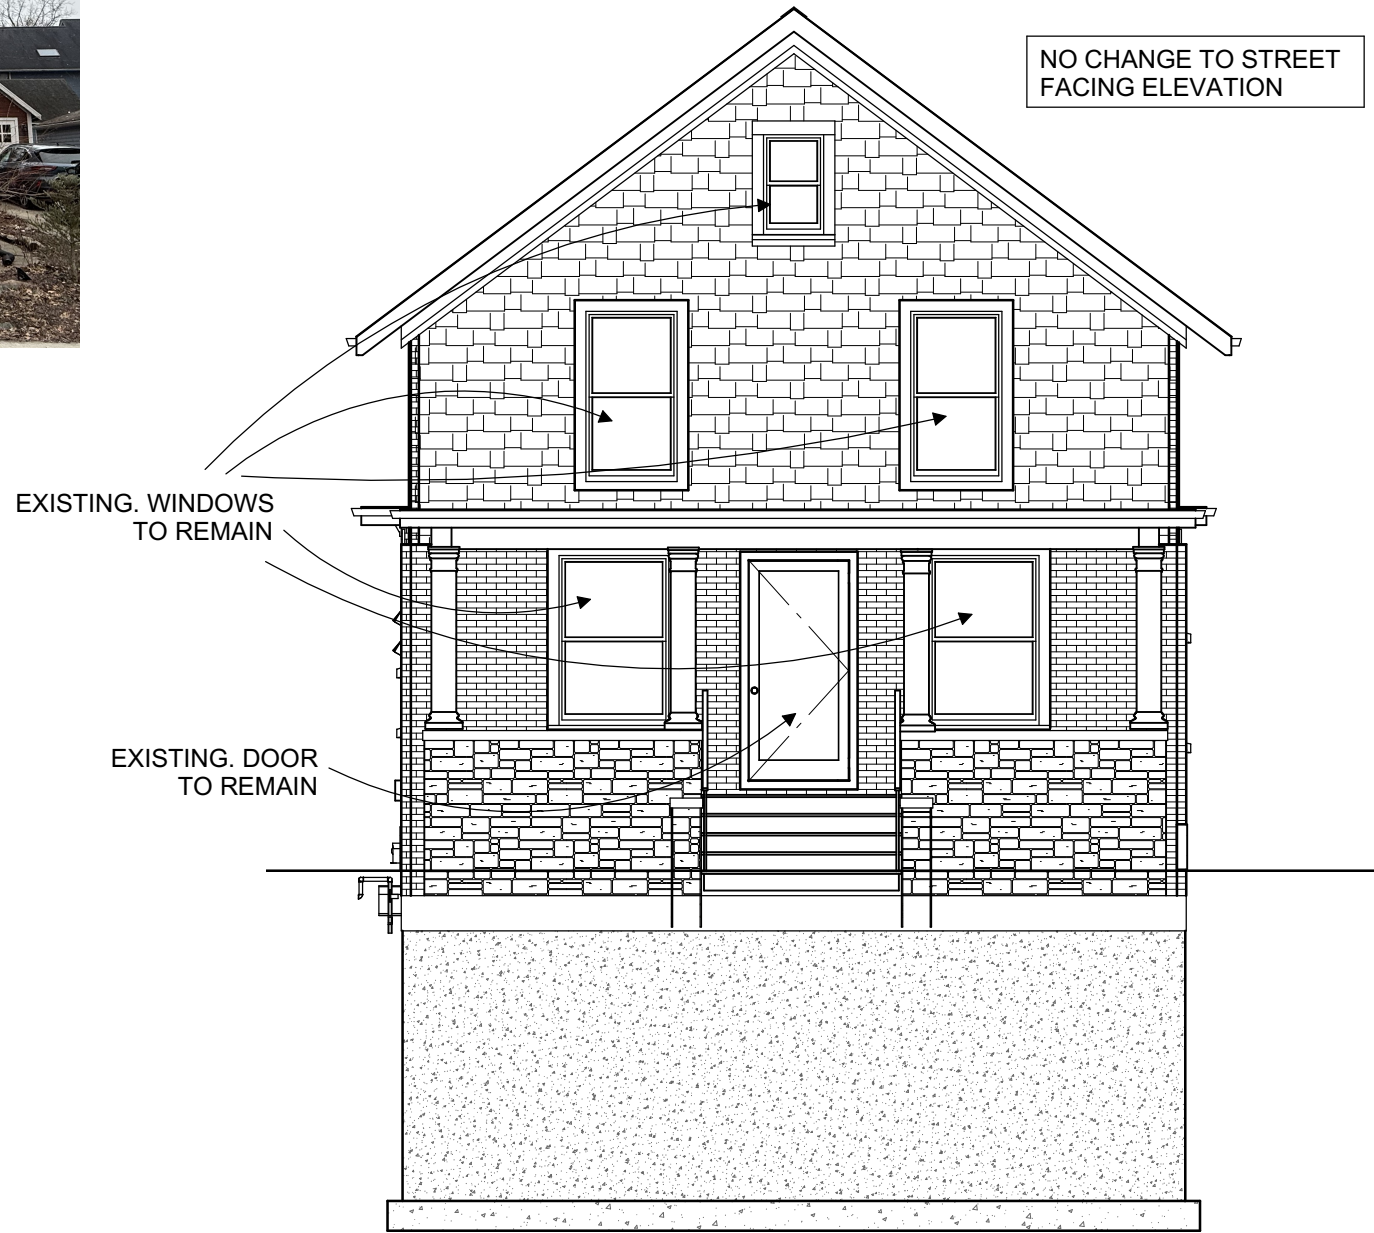 NO CHANGE TO STREET
FACING ELEVATION
EXISTING. WINDOWS
TO REMAIN
EXISTING. DOOR
TO REMAIN